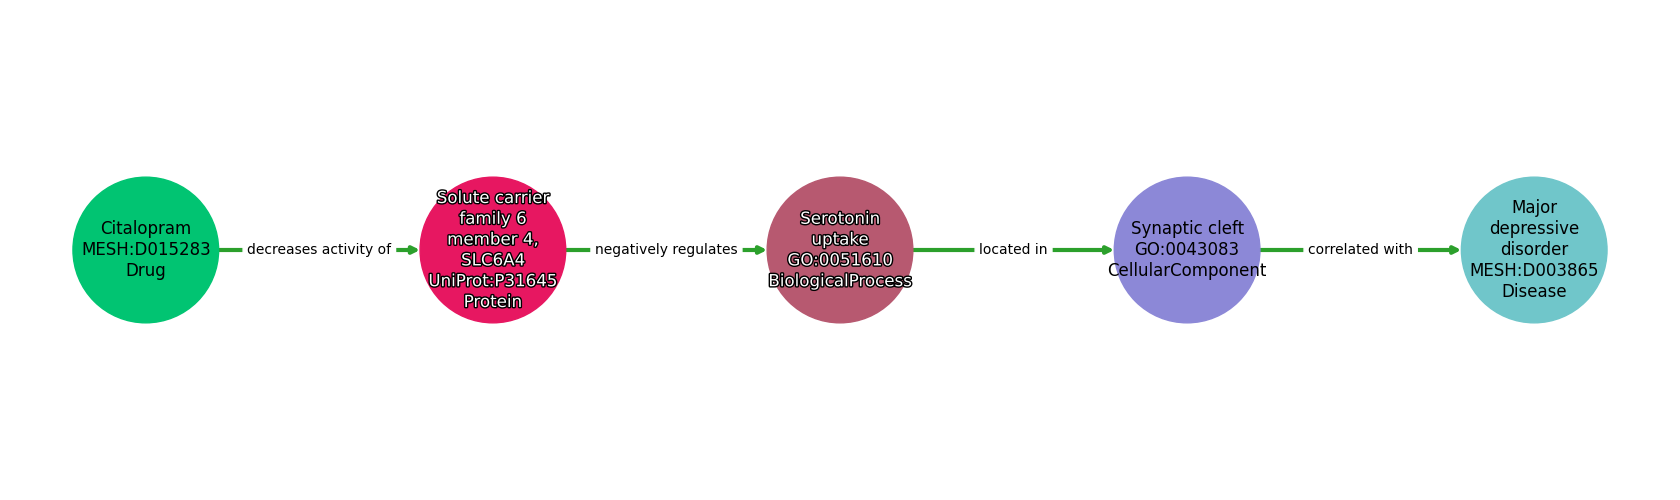 Citalopram
MESH:D015283
Drug
decreases activity of
Solute carrier
family 6
member 4,
SLC6A4
UniProt:P31645
Protein
negatively regulates
Serotonin
uptake
GO:0051610
BiologicalProcess
located in
Synaptic cleft
GO:0043083
CellularComponent
correlated with
Major
depressive
disorder
MESH:D003865
Disease